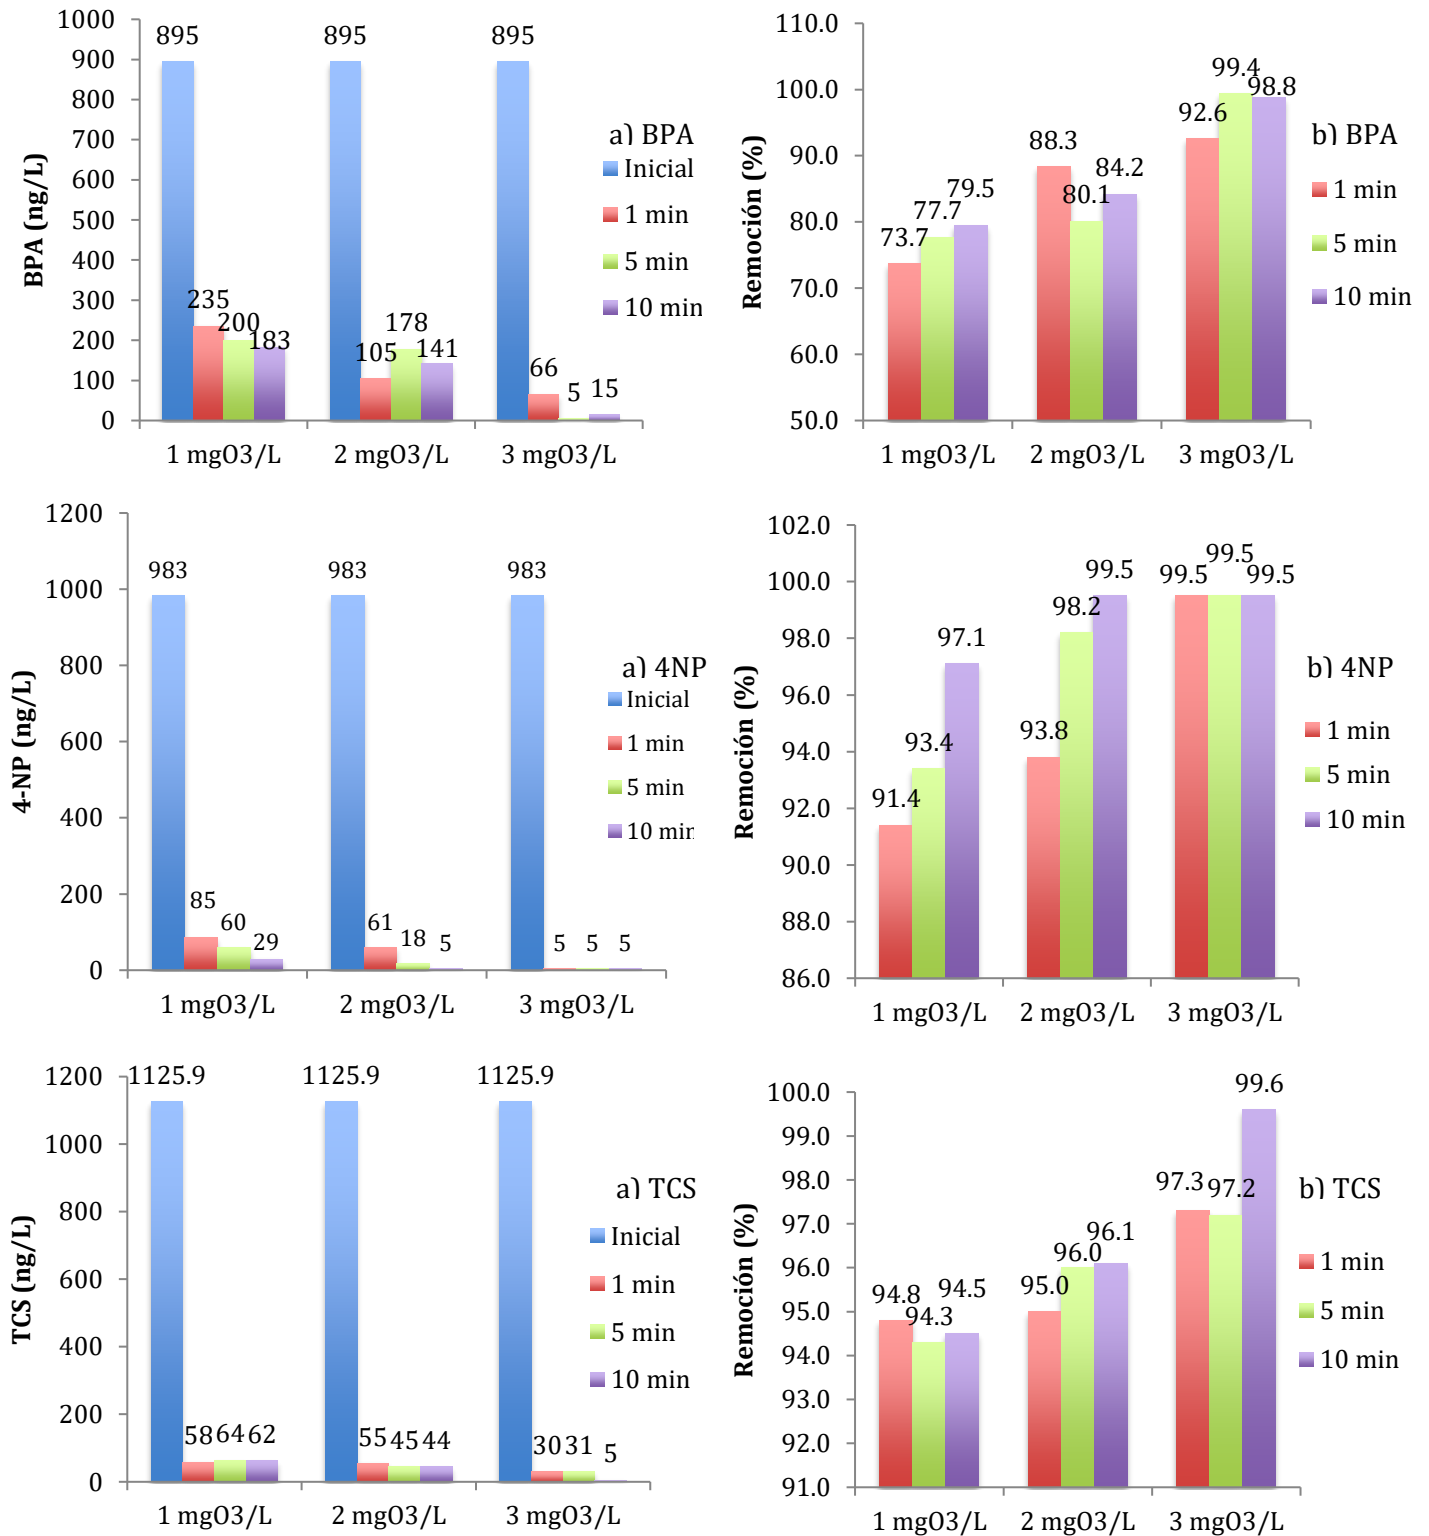 1000
900
800
700
600
500
400
300
200
100
0
BPA (ng/L)
895
895
895
235
200
183
105
178
141
66
5
15
1 mgO3/L
2 mgO3/L
3 mgO3/L
a) BPA
Inicial
1 min
5 min
10 min
110.0
100.0
90.0
80.0
70.0
60.0
50.0
Remoción (%)
73.7
77.7
79.5
88.3
80.1
84.2
92.6
99.4
98.8
1 mgO3/L
2 mgO3/L
3 mgO3/L
b) BPA
1 min
5 min
10 min
1200
1000
800
600
400
200
0
4-NP (ng/L)
983
983
983
85
60
29
61
18
5
5
5
5
1 mgO3/L
2 mgO3/L
3 mgO3/L
a) 4NP
Inicial
1 min
5 min
10 min
102.0
100.0
98.0
96.0
94.0
92.0
90.0
88.0
86.0
Remoción (%)
91.4
93.4
97.1
93.8
98.2
99.5
99.5
99.5
99.5
1 mgO3/L
2 mgO3/L
3 mgO3/L
b) 4NP
1 min
5 min
10 min
1200
1000
800
600
400
200
0
TCS (ng/L)
1125.9
1125.9
1125.9
58
64
62
55
45
44
30
31
5
1 mgO3/L
2 mgO3/L
3 mgO3/L
a) TCS
Inicial
1 min
5 min
10 min
100.0
99.0
98.0
97.0
96.0
95.0
94.0
93.0
92.0
91.0
Remoción (%)
94.8
94.3
94.5
95.0
96.0
96.1
97.3
97.2
99.6
1 mgO3/L
2 mgO3/L
3 mgO3/L
b) TCS
1 min
5 min
10 min